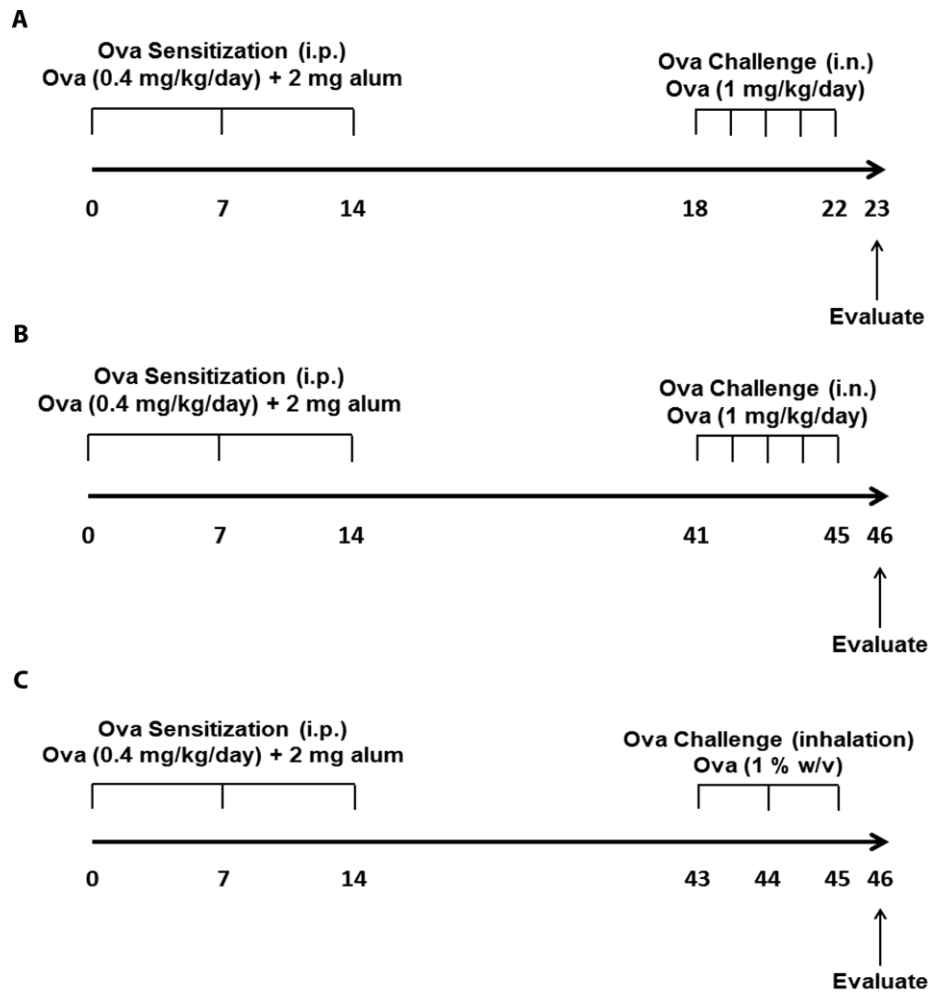 A
Ova Sensitization (i.p.)
Ova (0.4 mg/kg/day) + 2 mg alum
Ova Challenge (i.n.)
Ova (1 mg/kg/day)
0 7 14 18 22 23
Evaluate
B
Ova Sensitization (i.p.)
Ova (0.4 mg/kg/day) + 2 mg alum
Ova Challenge (i.n.)
Ova (1 mg/kg/day)
0 7 14 41 45 46
Evaluate
C
Ova Sensitization (i.p.)
Ova (0.4 mg/kg/day) + 2 mg alum
Ova Challenge (inhalation)
Ova (1 % w/v)
0 7 14 43 44 45 46
Evaluate